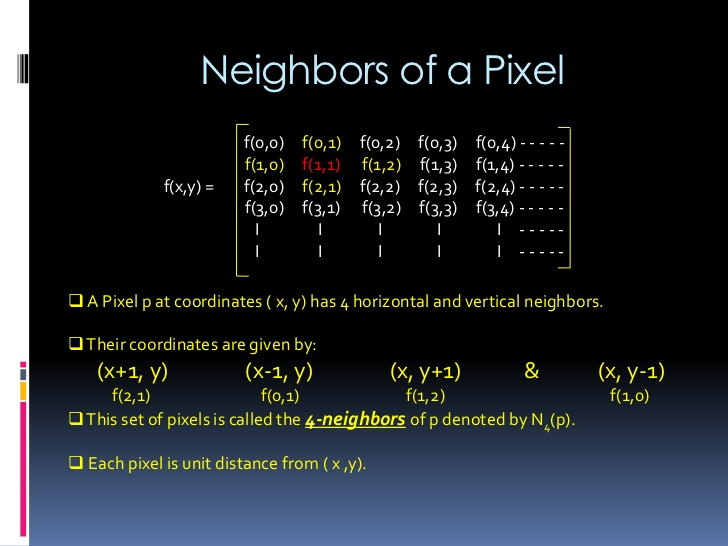 Neighbors of a Pixel
f(0,0) f(0,1) f(0,2) f(0,3) f(0,4) - - - - -
f(1,0) f(1,1) f(1,2) f(1,3) f(1,4) - - - - -
f(x,y) = f(2,0) f(2,1) f(2,2) f(2,3) f(2,4) - - - - -
f(3,0) f(3,1) f(3,2) f(3,3) f(3,4) - - - - -
I I I I I - - - - -
I I I I I - - - - -
❑ A Pixel p at coordinates ( x, y) has 4 horizontal and vertical neighbors.
❑ Their coordinates are given by:
(x+1, y) (x-1, y) (x, y+1) & (x, y-1)
f(2,1) f(0,1) f(1,2) f(1,0)
❑ This set of pixels is called the 4-neighbors of p denoted by N4(p).
❑ Each pixel is unit distance from ( x ,y).